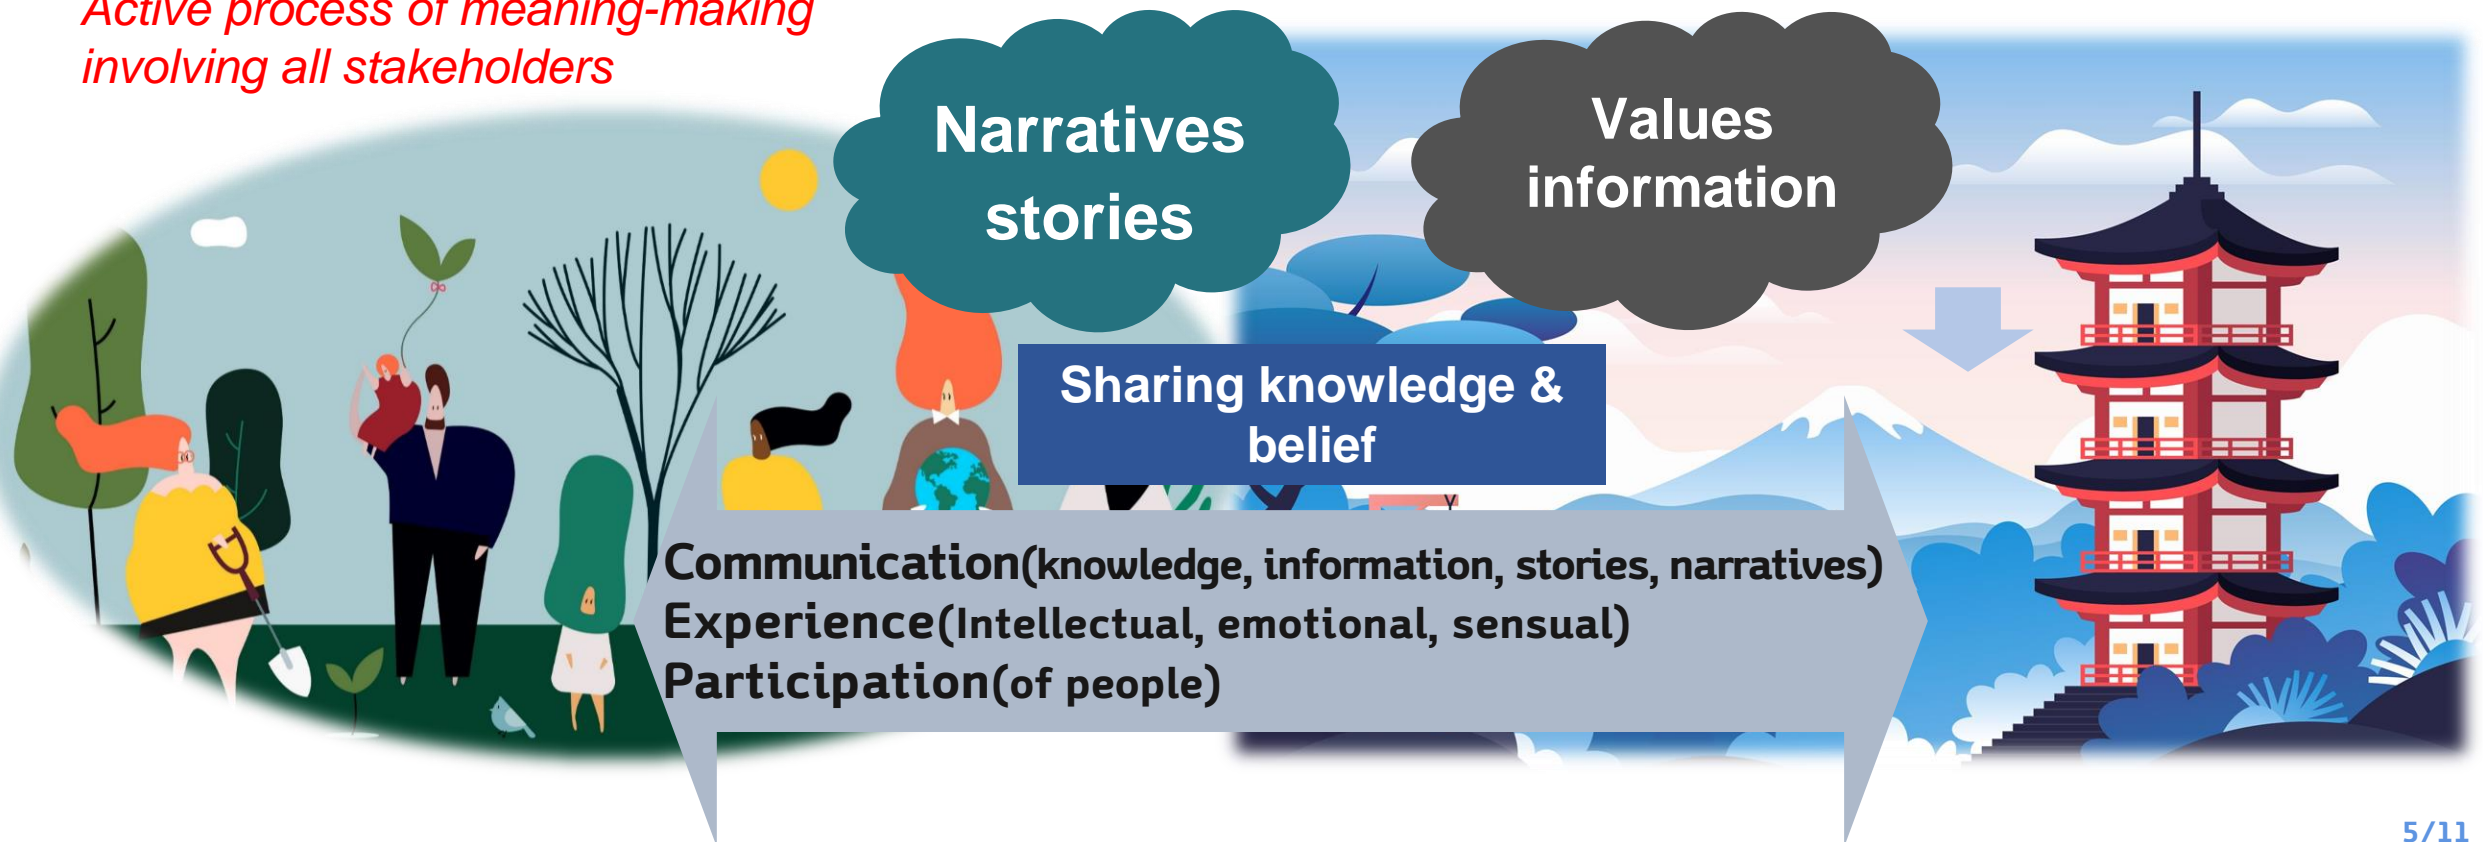 Active process of meaning-making
involving all stakeholders
Narratives
stories
Values
information
Sharing knowledge &
belief
Communication(knowledge, information, stories, narratives)
Experience(Intellectual, emotional, sensual)
Participation(of people)
5/11